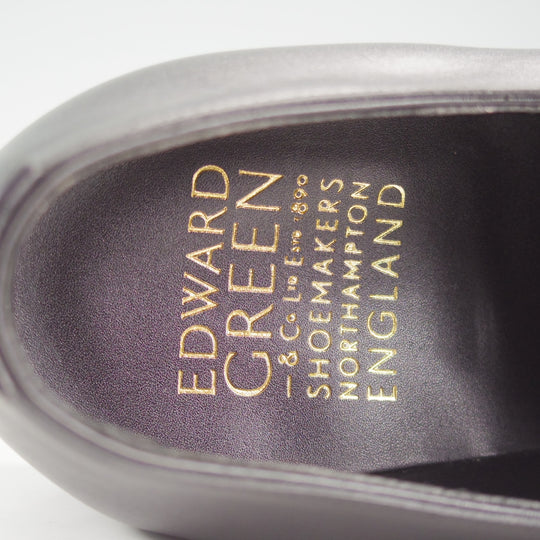 EDWARD
GREEN
— & Co LTD ESTD 1890
SHOEMAKERS
NORTHAMPTON
ENGLAND